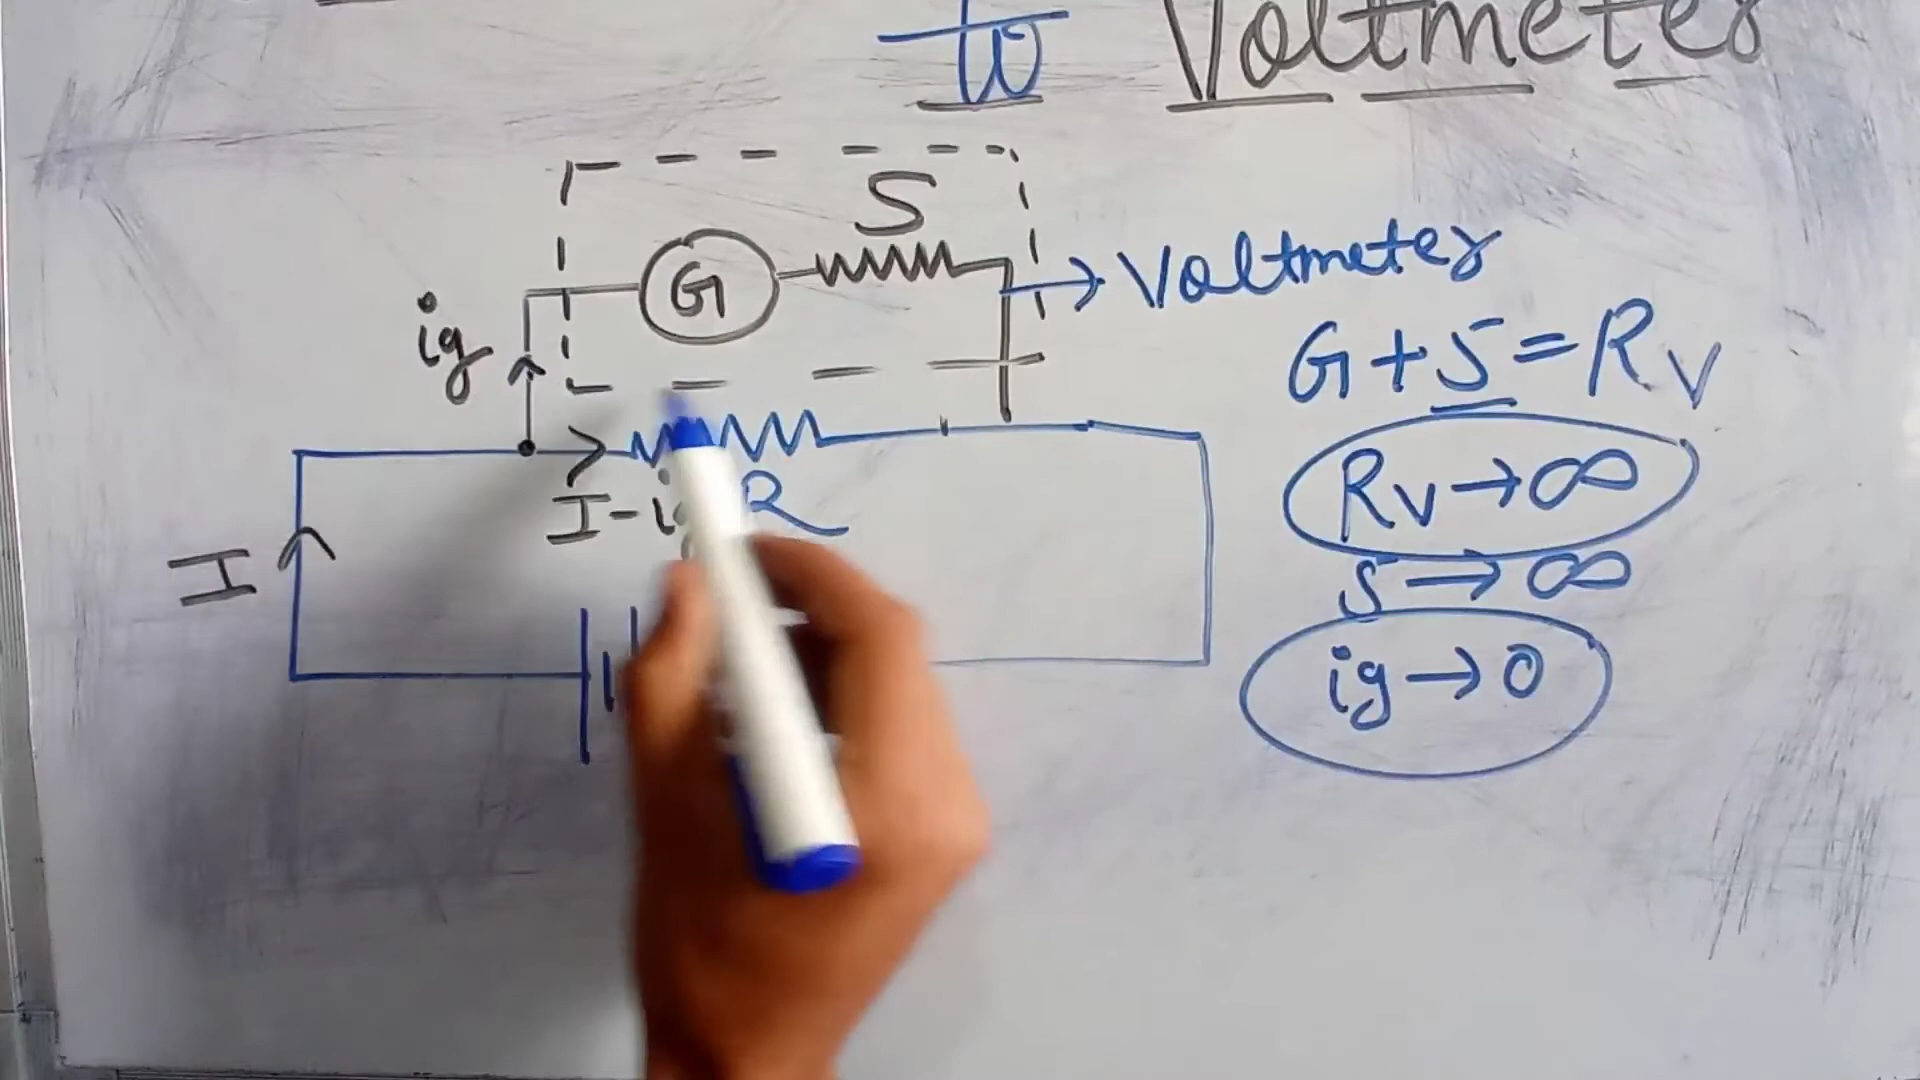 to Voltmeter
S
G
→ Voltmeter
ig
G+S=RV
I-i R
RV→∞
I
S→∞
ig→0